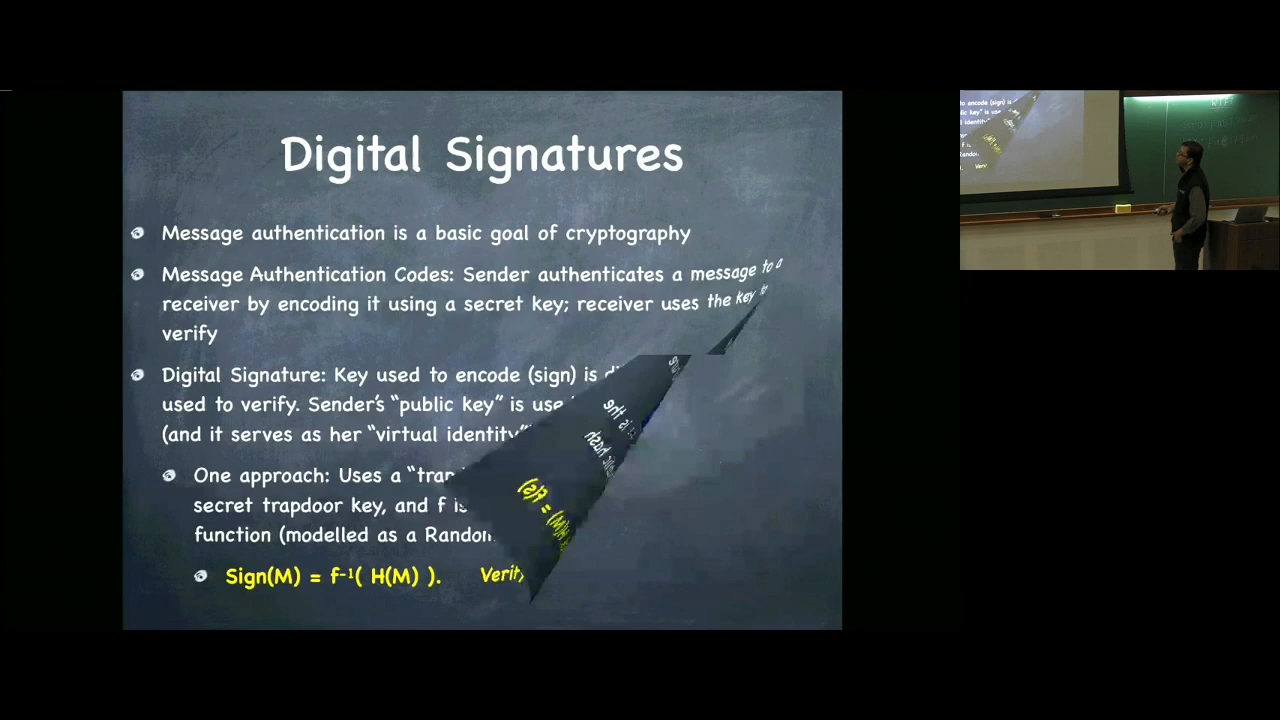 Digital Signatures
Message authentication is a basic goal of cryptography
Message Authentication Codes: Sender authenticates a message to a
receiver by encoding it using a secret key; receiver uses the key to
verify
Digital Signature: Key used to encode (sign) is
used to verify. Sender's "public key" is use
(and it serves as her "virtual identity"
One approach: Uses a "trap
secret trapdoor key, and f is
function (modelled as a Random
Sign(M) = f⁻¹( H(M) ). Verify